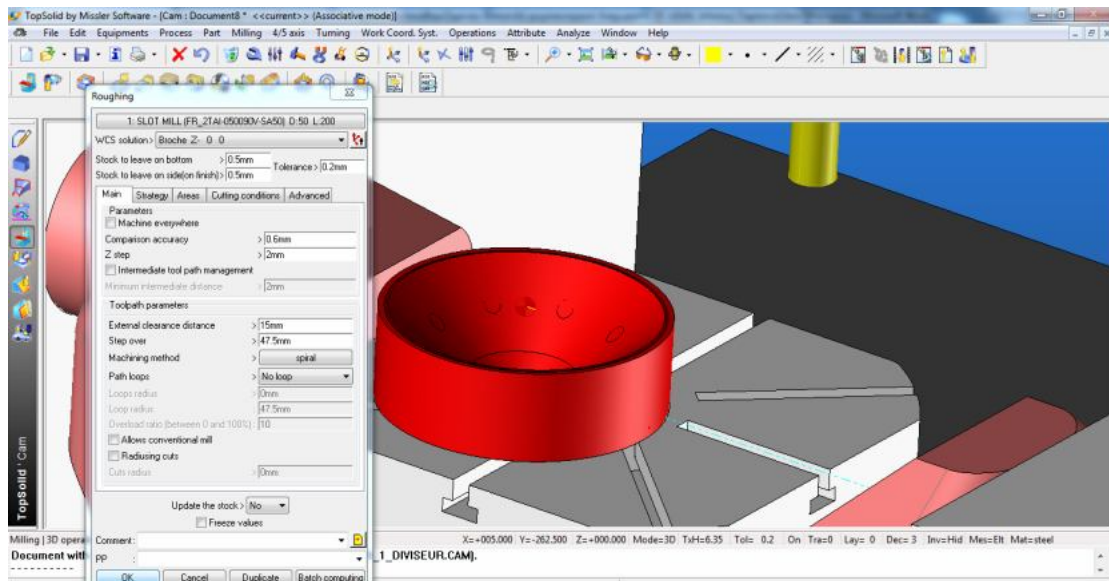 TopSolid by Missler Software - [Cam : Document8 * <<current>> (Associative mode)]
File Edit Equipments Process Part Milling 4/5 axis Turning Work Coord. Syst. Operations Attribute Analyze Window Help
Roughing
1: SLOT MILL (FR_2TAI-050090V-SA50) D:50 L:200
WCS solution> Broche Z- 0 0
Stock to leave on bottom > 0.5mm
Tolerance > 0.2mm
Stock to leave on side(on finish)> 0.5mm
Main Strategy Areas Cutting conditions Advanced
Parameters
Machine everywhere
Comparison accuracy > 0.6mm
Z step > 2mm
Intermediate tool path management
Minimum intermediate distance > 2mm
Toolpath parameters
External clearance distance > 15mm
Step over > 47.5mm
Machining method > spiral
Path loops > No loop
Loops radius > 0mm
Loop radius 47.5mm
Overload ratio (between 0 and 100%) : 10
Allows conventional mill
Radiusing cuts
Cuts radius > 0mm
Update the stock> No
Freeze values
Comment:
PP :
OK Cancel Duplicate Batch computing
TopSolid'Cam
Milling | 3D opera
X=+005.000 Y=-262.500 Z=+000.000 Mode=3D TxH=6.35 Tol= 0.2 On Tra=0 Lay= 0 Dec= 3 Inv=Hid Mes=Elt Mat=steel
Document with
_1_DIVISEUR.CAM).
----------